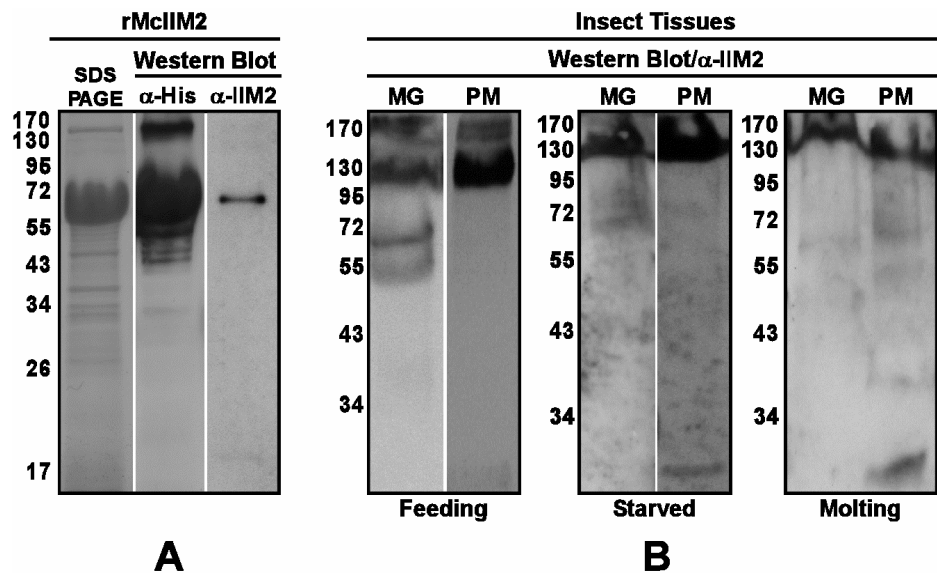 rMcIIM2
Western Blot
SDS
PAGE
α-His
α-IIM2
170
130
95
72
55
43
34
26
17
A
Insect Tissues
Western Blot/α-IIM2
MG PM
170
130
95
72
55
43
34
Feeding
MG PM
170
130
95
72
55
43
34
Starved
MG PM
170
130
95
72
55
43
34
Molting
B